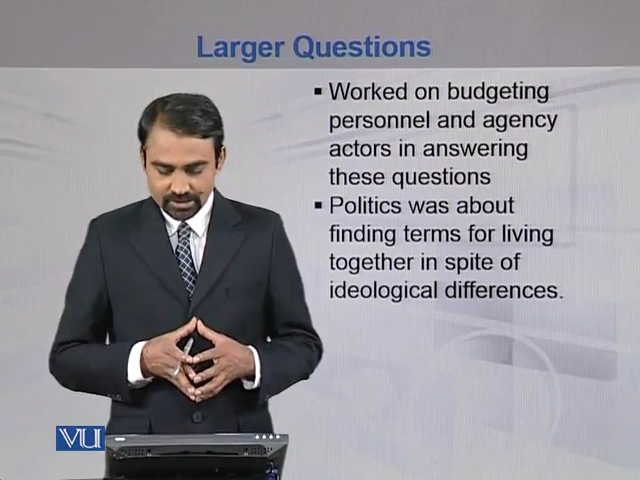 Larger Questions
▪ Worked on budgeting
personnel and agency
actors in answering
these questions
▪ Politics was about
finding terms for living
together in spite of
ideological differences.
VU